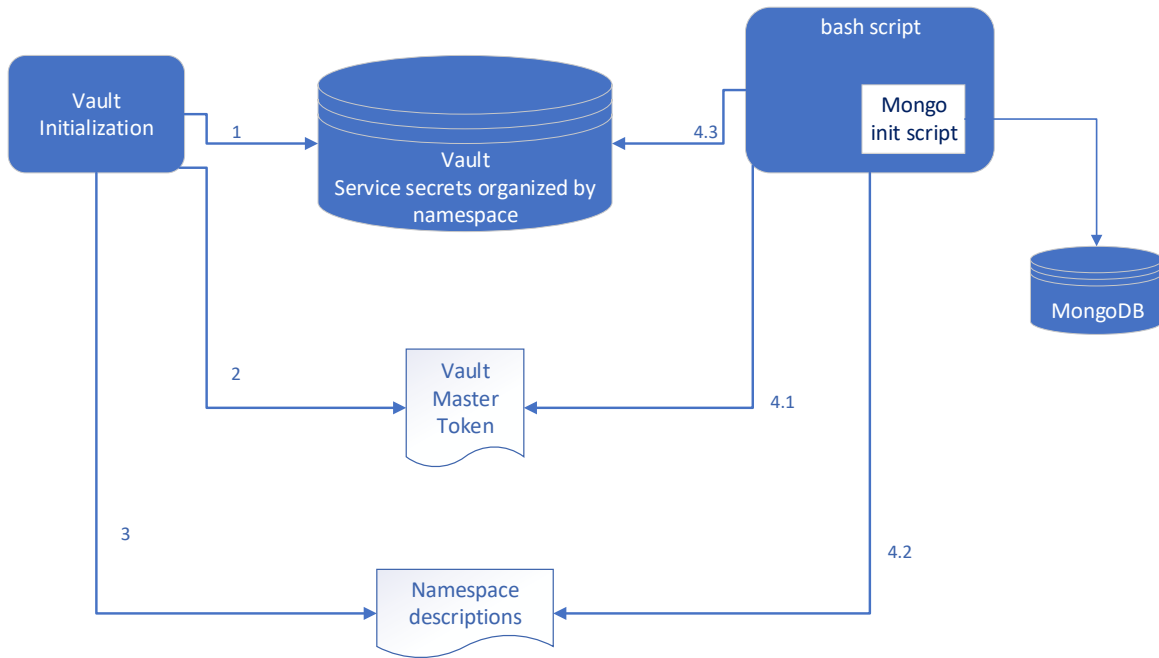 bash script
Vault
Initialization
1
Vault
Service secrets organized by
namespace
4.3
Mongo
init script
MongoDB
2
Vault
Master
Token
4.1
3
Namespace
descriptions
4.2